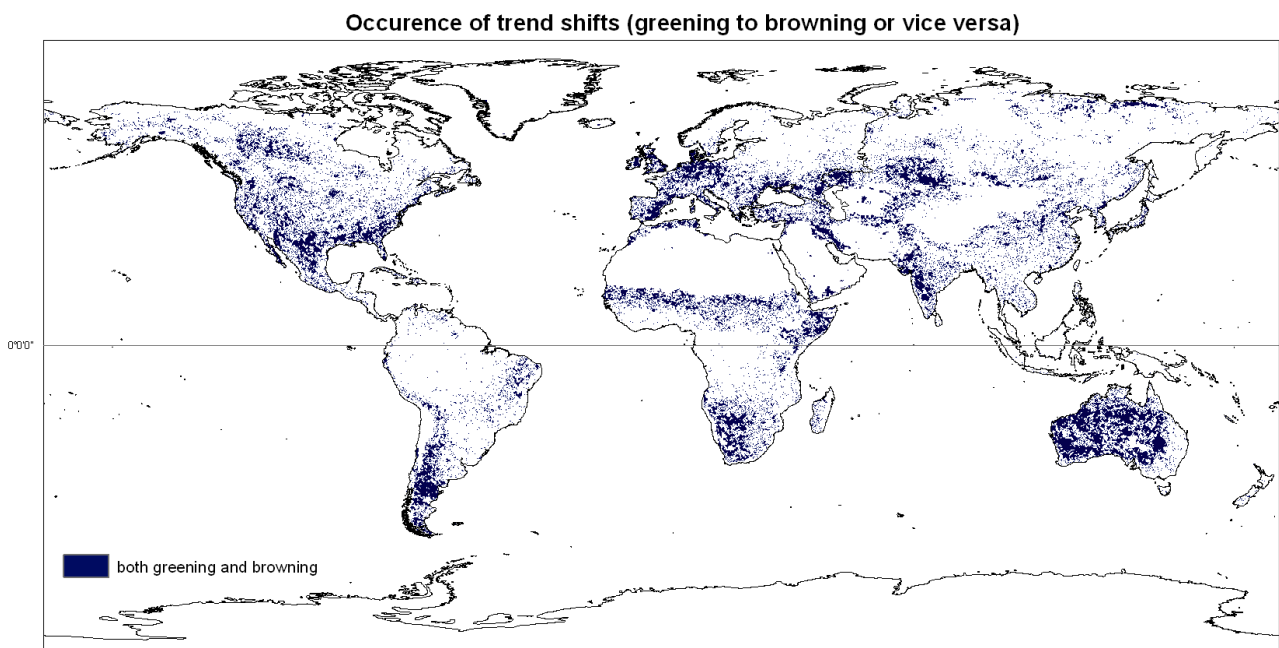 Occurence of trend shifts (greening to browning or vice versa)
0°0'0"
both greening and browning